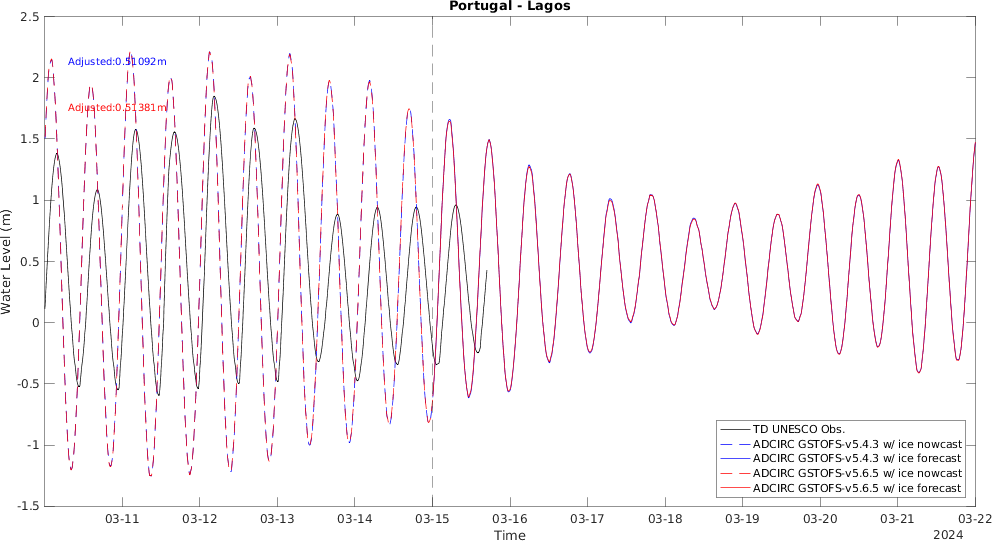 Portugal - Lagos
2.5
2
1.5
1
0.5
0
-0.5
-1
-1.5
Water Level (m)
Adjusted:0.51092m
Adjusted:0.51381m
TD UNESCO Obs.
ADCIRC GSTOFS-v5.4.3 w/ ice nowcast
ADCIRC GSTOFS-v5.4.3 w/ ice forecast
ADCIRC GSTOFS-v5.6.5 w/ ice nowcast
ADCIRC GSTOFS-v5.6.5 w/ ice forecast
03-11 03-12 03-13 03-14 03-15 03-16 03-17 03-18 03-19 03-20 03-21 03-22
Time
2024